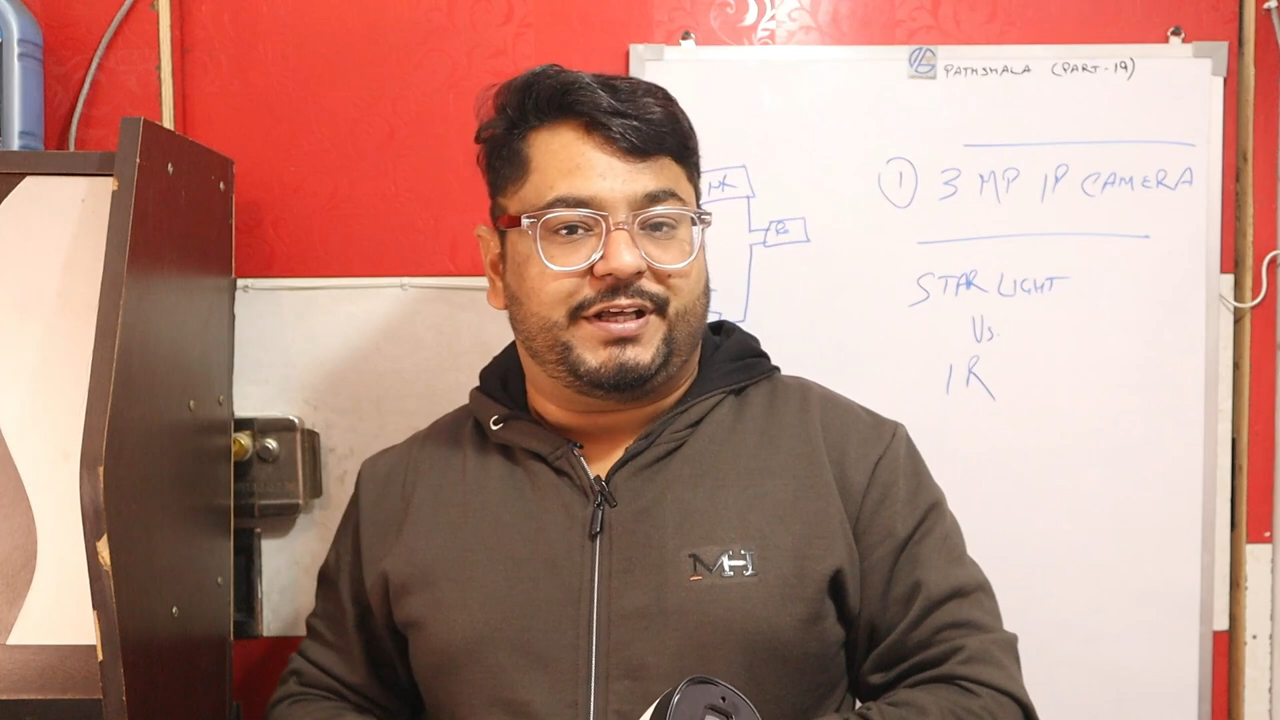 PATHSHALA (PART-19)
① 3 MP IP CAMERA
STAR LIGHT
Vs.
IR
MH